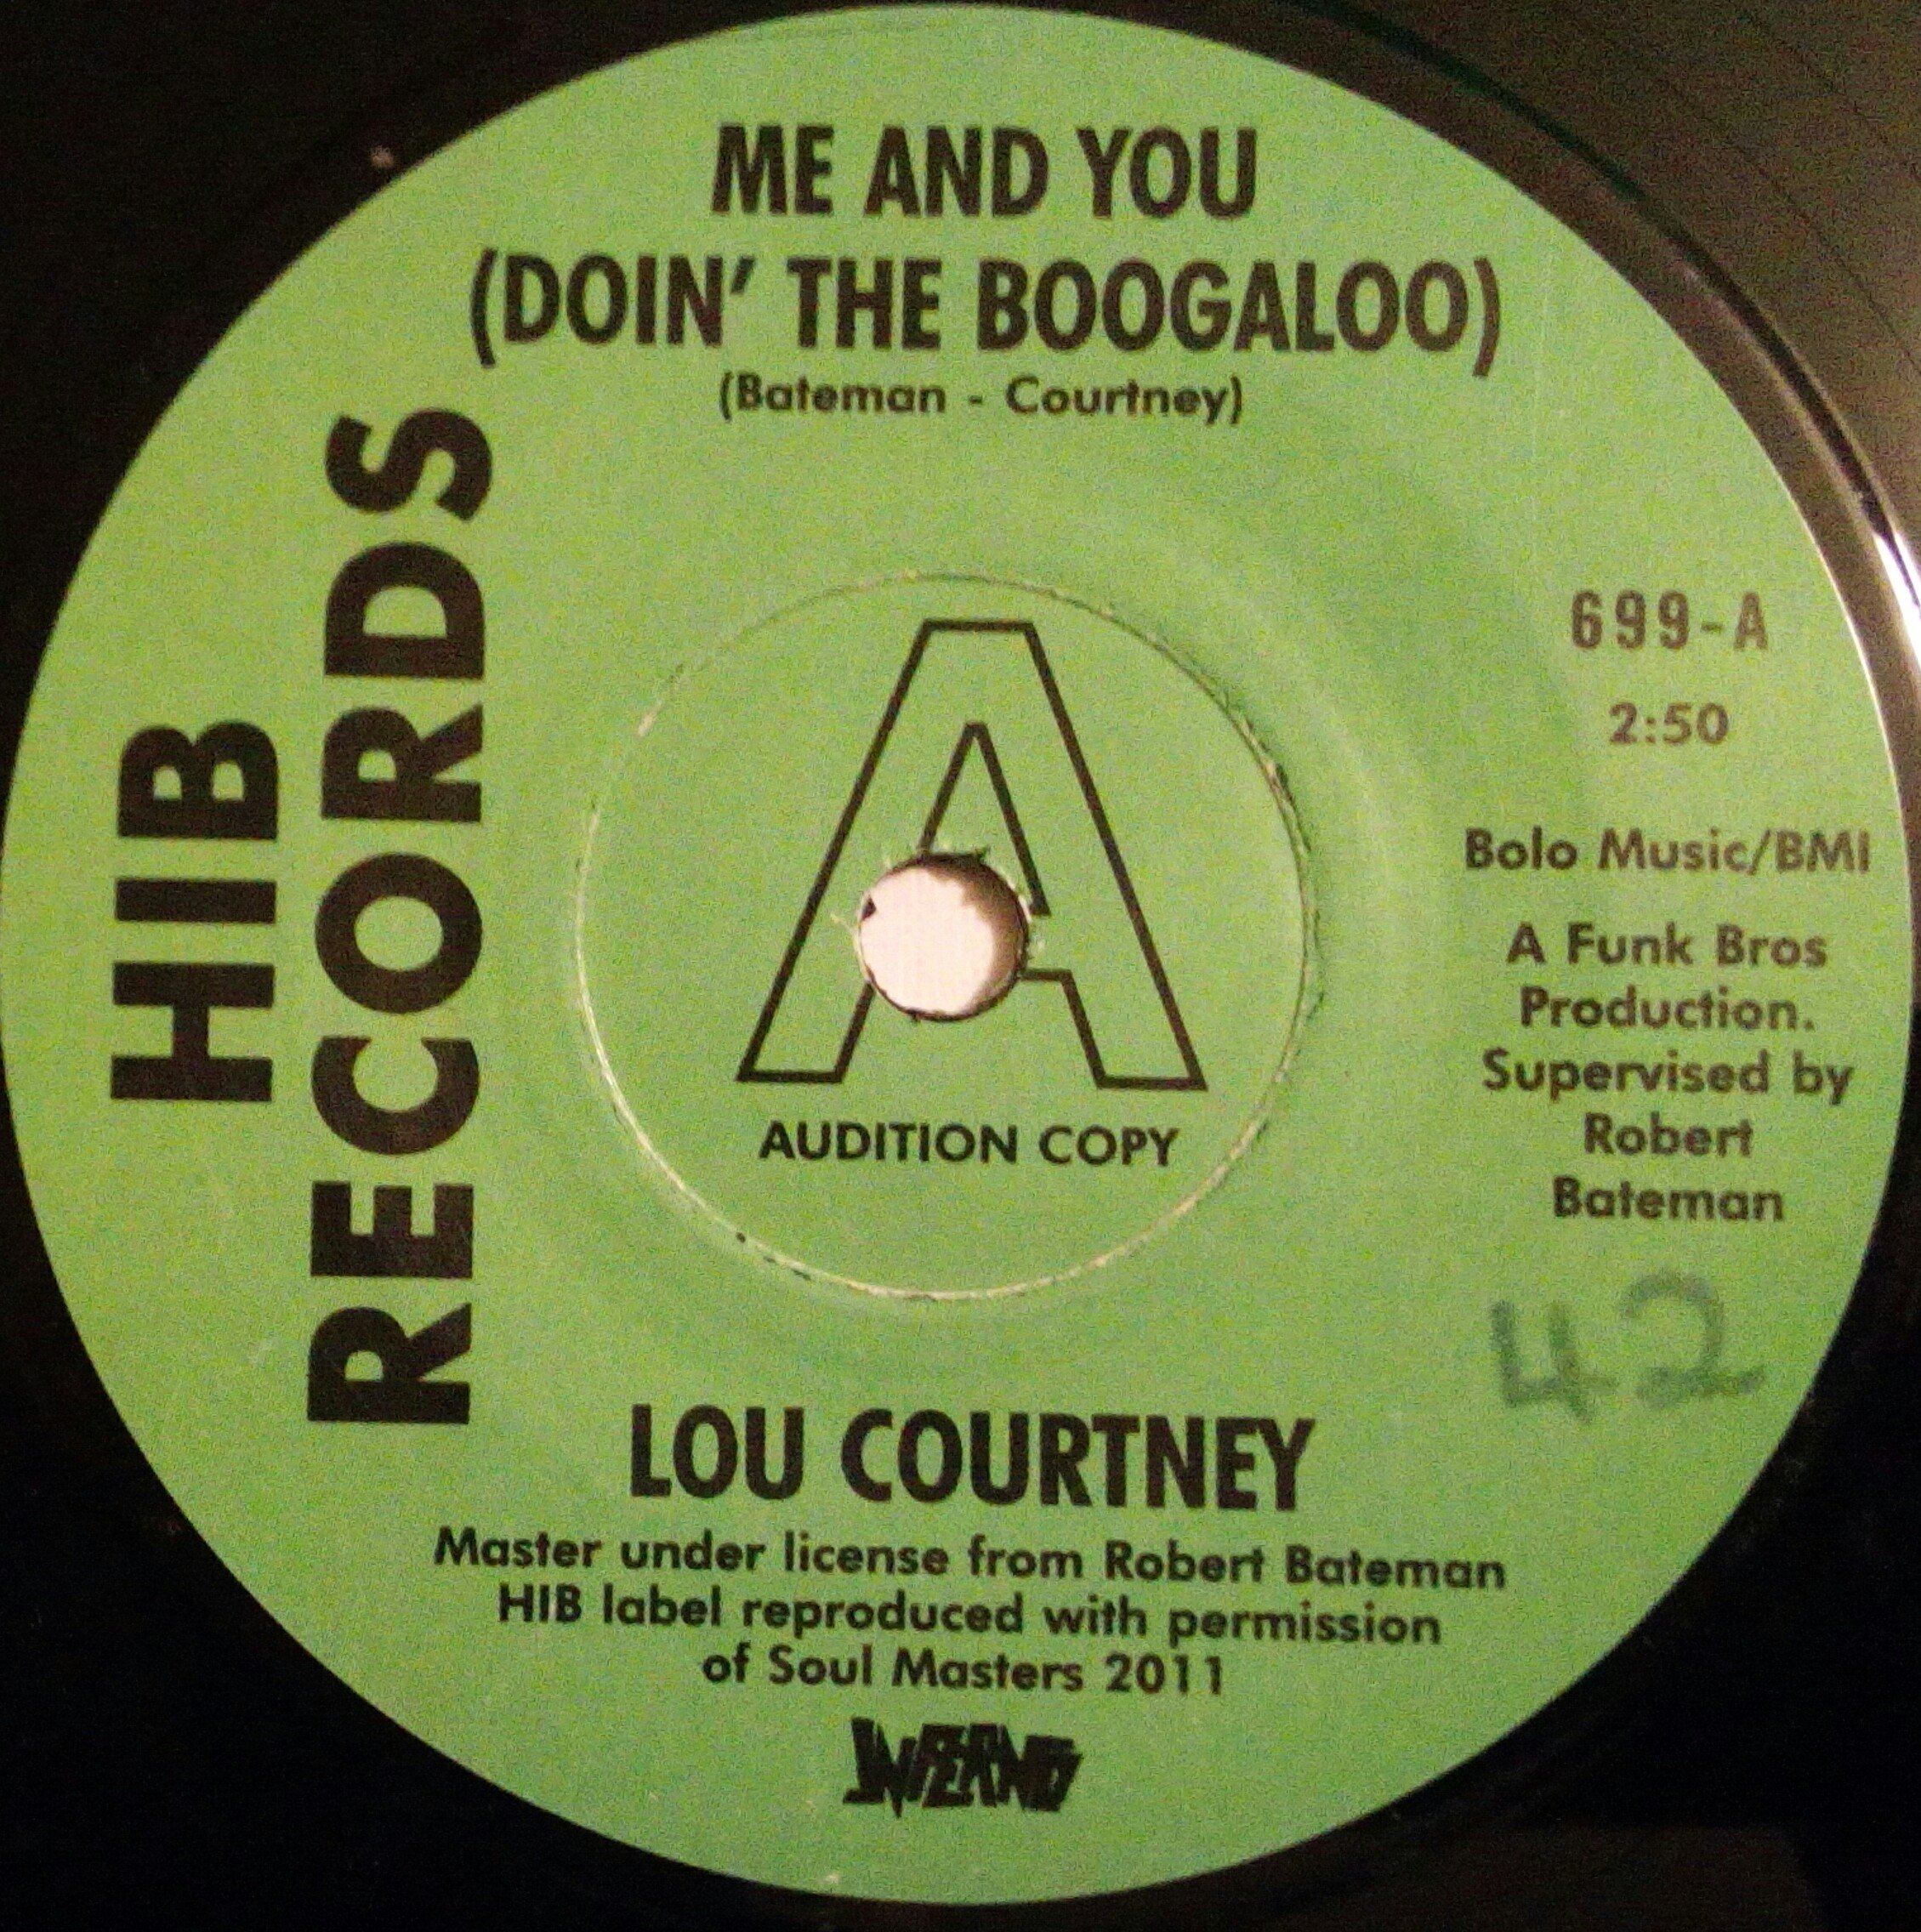 ME AND YOU
(DOIN' THE BOOGALOO)
(Bateman - Courtney)
HIB
RECORDS
699-A
2:50
Bolo Music/BMI
A Funk Bros
Production.
Supervised by
Robert
Bateman
A
AUDITION COPY
42
LOU COURTNEY
Master under license from Robert Bateman
HIB label reproduced with permission
of Soul Masters 2011
INFERNO